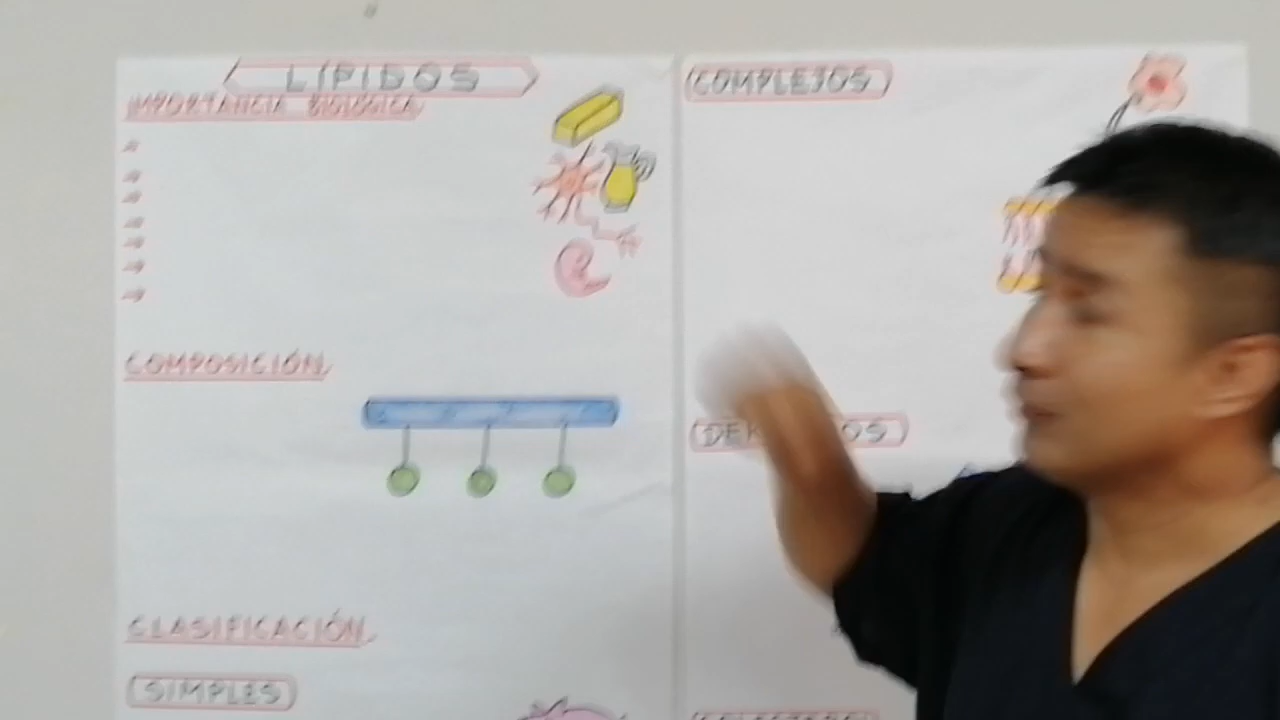 LÍPIDOS
IMPORTANCIA BIOLÓGICA
COMPOSICIÓN
CLASIFICACIÓN
SIMPLES
COMPLEJOS